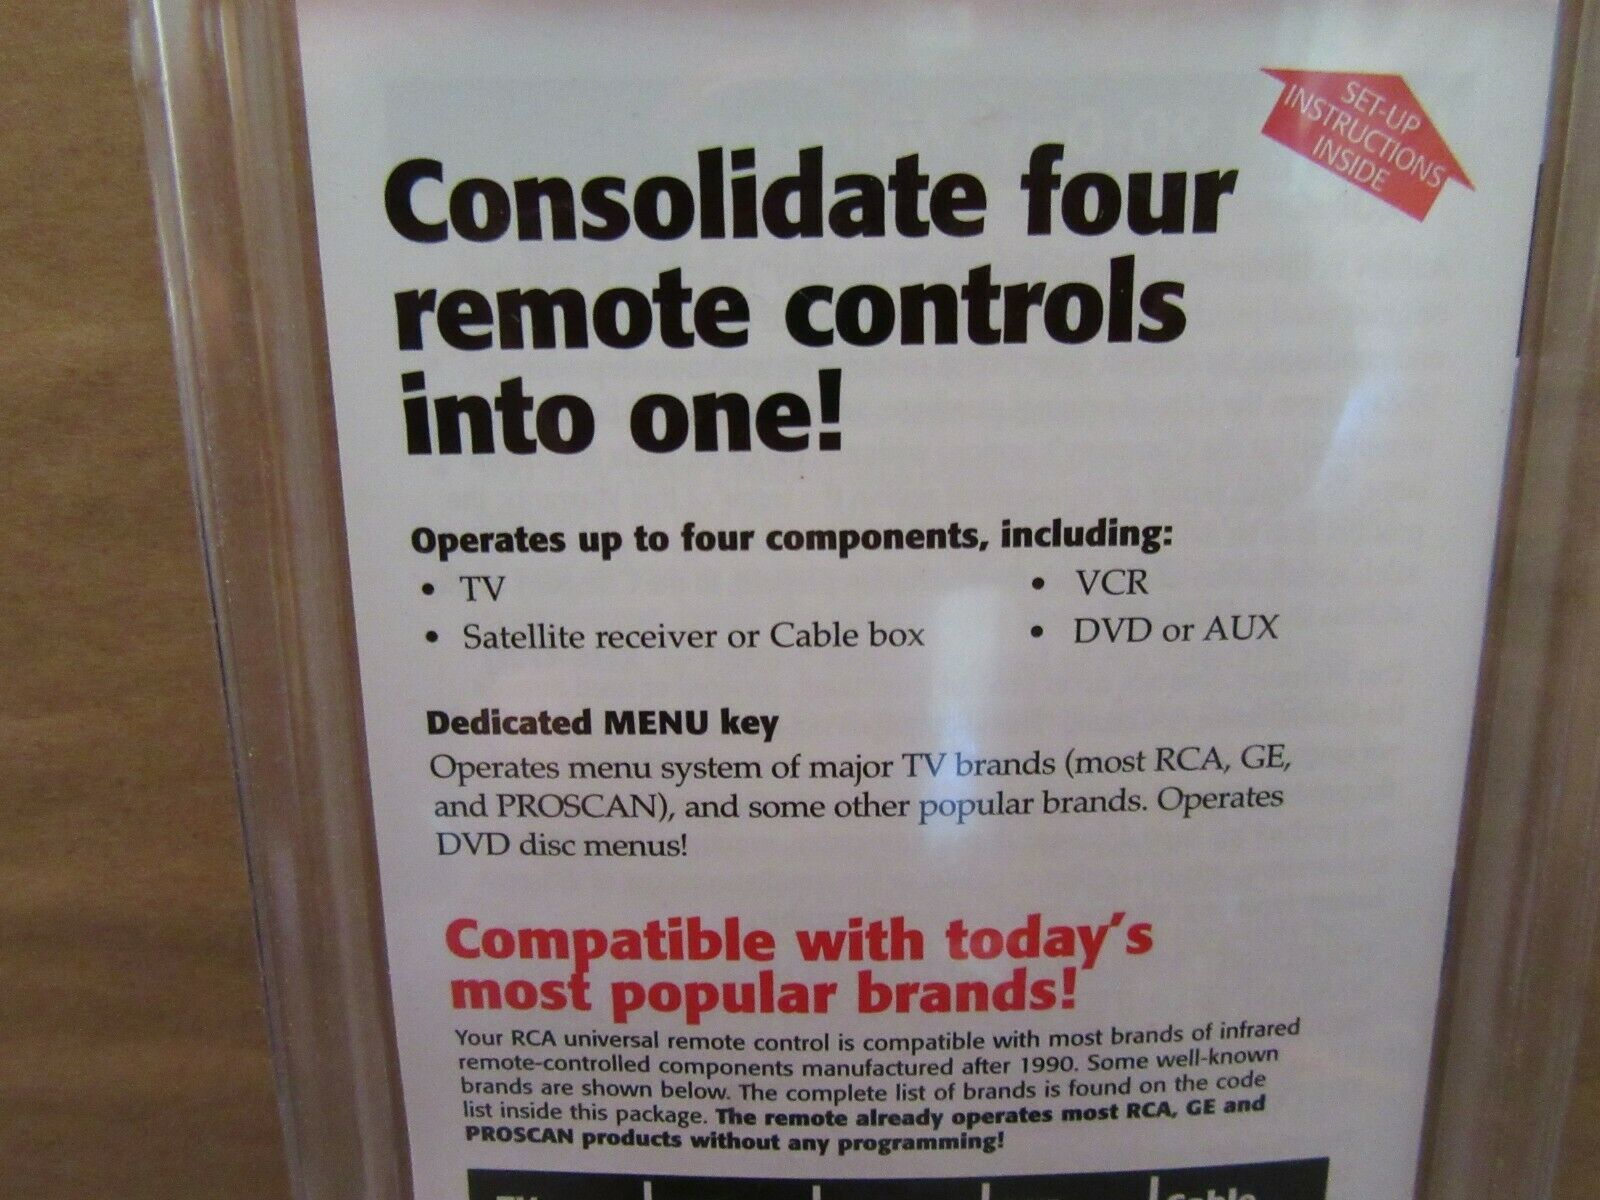 SET-UP
INSTRUCTIONS
INSIDE
Consolidate four
remote controls
into one!
Operates up to four components, including:
• TV
• Satellite receiver or Cable box
• VCR
• DVD or AUX
Dedicated MENU key
Operates menu system of major TV brands (most RCA, GE,
and PROSCAN), and some other popular brands. Operates
DVD disc menus!
Compatible with today's
most popular brands!
Your RCA universal remote control is compatible with most brands of infrared
remote-controlled components manufactured after 1990. Some well-known
brands are shown below. The complete list of brands is found on the code
list inside this package. The remote already operates most RCA, GE and
PROSCAN products without any programming!
TV
Cable